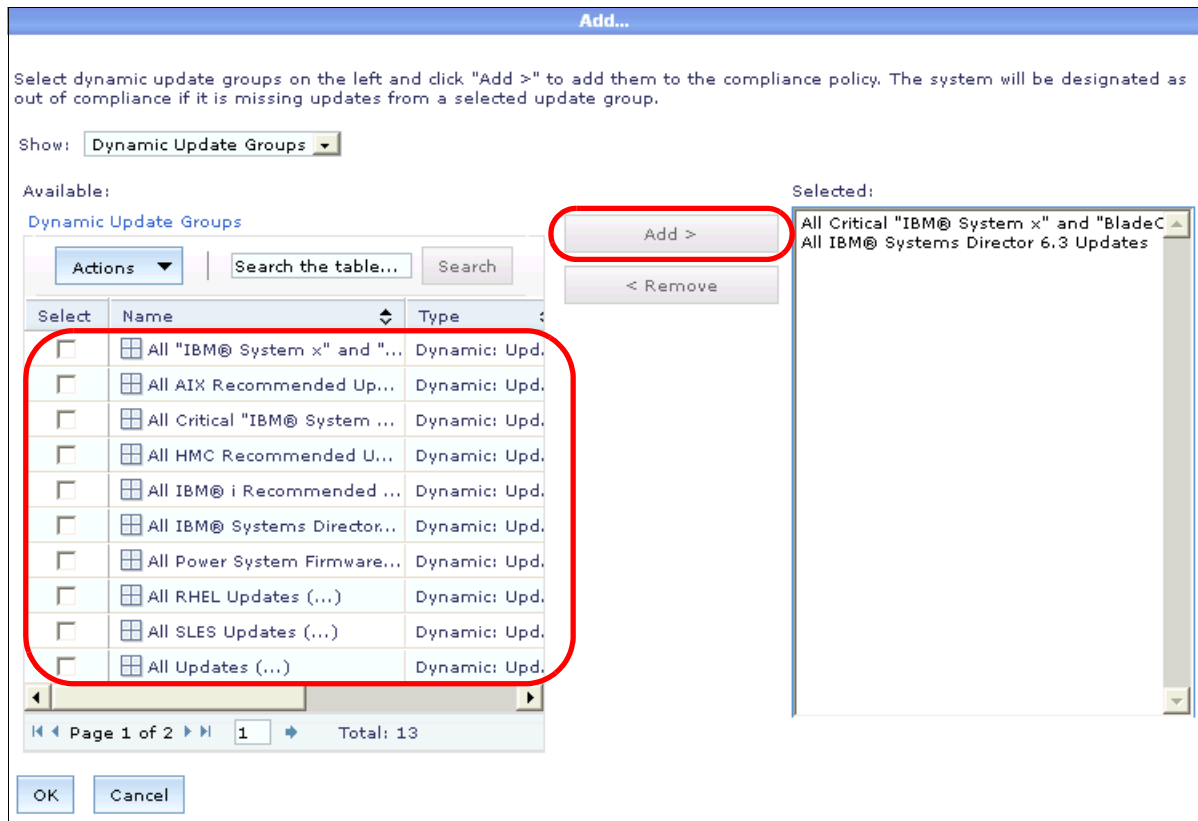 Add...
Select dynamic update groups on the left and click "Add >" to add them to the compliance policy. The system will be designated as
out of compliance if it is missing updates from a selected update group.
Show: Dynamic Update Groups
Available:
Dynamic Update Groups
Actions Search the table... Search
Select Name Type
All "IBM® System x" and "... Dynamic: Upd.
All AIX Recommended Up... Dynamic: Upd.
All Critical "IBM® System ... Dynamic: Upd.
All HMC Recommended U... Dynamic: Upd.
All IBM® i Recommended ... Dynamic: Upd.
All IBM® Systems Director... Dynamic: Upd.
All Power System Firmware... Dynamic: Upd.
All RHEL Updates (...) Dynamic: Upd.
All SLES Updates (...) Dynamic: Upd.
All Updates (...) Dynamic: Upd.
Page 1 of 2 1 Total: 13
Add >
< Remove
Selected:
All Critical "IBM® System x" and "BladeC
All IBM® Systems Director 6.3 Updates
OK Cancel